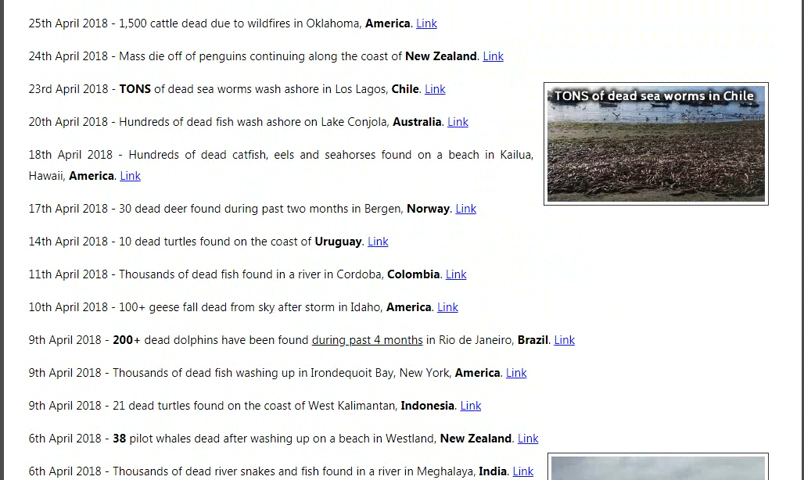 25th April 2018 - 1,500 cattle dead due to wildfires in Oklahoma, America. Link
24th April 2018 - Mass die off of penguins continuing along the coast of New Zealand. Link
23rd April 2018 - TONS of dead sea worms wash ashore in Los Lagos, Chile. Link
TONS of dead sea worms in Chile
20th April 2018 - Hundreds of dead fish wash ashore on Lake Conjola, Australia. Link
18th April 2018 - Hundreds of dead catfish, eels and seahorses found on a beach in Kailua,
Hawaii, America. Link
17th April 2018 - 30 dead deer found during past two months in Bergen, Norway. Link
14th April 2018 - 10 dead turtles found on the coast of Uruguay. Link
11th April 2018 - Thousands of dead fish found in a river in Cordoba, Colombia. Link
10th April 2018 - 100+ geese fall dead from sky after storm in Idaho, America. Link
9th April 2018 - 200+ dead dolphins have been found during past 4 months in Rio de Janeiro, Brazil. Link
9th April 2018 - Thousands of dead fish washing up in Irondequoit Bay, New York, America. Link
9th April 2018 - 21 dead turtles found on the coast of West Kalimantan, Indonesia. Link
6th April 2018 - 38 pilot whales dead after washing up on a beach in Westland, New Zealand. Link
6th April 2018 - Thousands of dead river snakes and fish found in a river in Meghalaya, India. Link